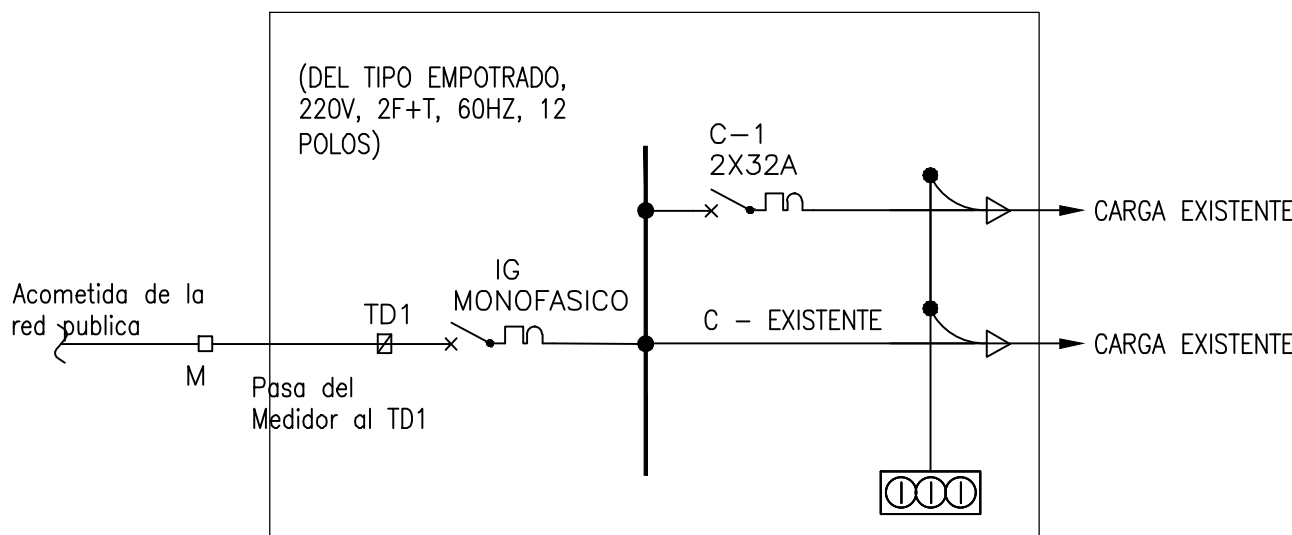 (DEL TIPO EMPOTRADO,
220V, 2F+T, 60HZ, 12
POLOS)
C-1
2X32A
CARGA EXISTENTE
IG
MONOFASICO
Acometida de la
red publica
TD1
C - EXISTENTE
CARGA EXISTENTE
M
Pasa del
Medidor al TD1